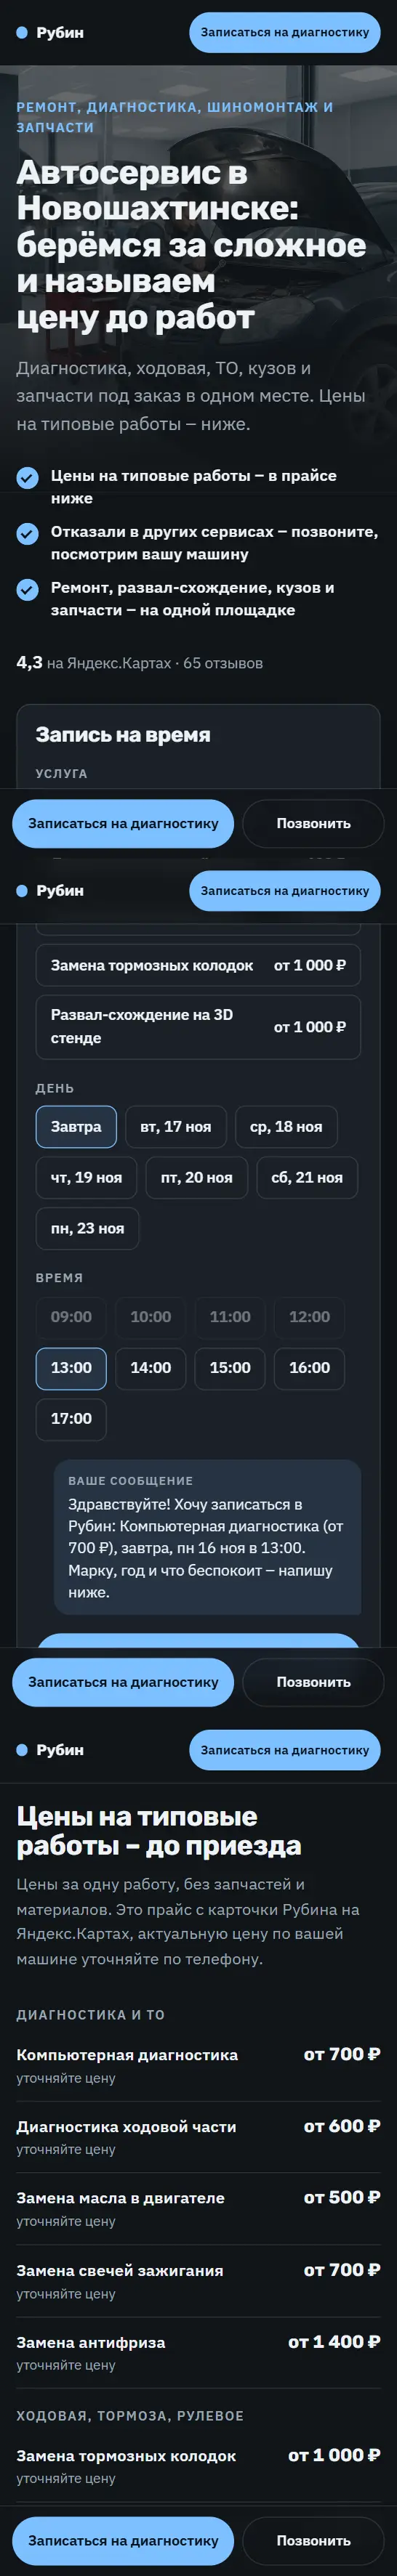 Рубин
Записаться на диагностику
РЕМОНТ, ДИАГНОСТИКА, ШИНОМОНТАЖ И
ЗАПЧАСТИ
Автосервис в
Новошахтинске:
берёмся за сложное
и называем
цену до работ
Диагностика, ходовая, ТО, кузов и
запчасти под заказ в одном месте. Цены
на типовые работы – ниже.
Цены на типовые работы – в прайсе
ниже
Отказали в других сервисах – позвоните,
посмотрим вашу машину
Ремонт, развал-схождение, кузов и
запчасти – на одной площадке
4,3 на Яндекс.Картах · 65 отзывов
Запись на время
УСЛУГА
Записаться на диагностику
Позвонить
Рубин
Записаться на диагностику
Замена тормозных колодок от 1 000 ₽
Развал-схождение на 3D
стенде
от 1 000 ₽
ДЕНЬ
Завтра вт, 17 ноя ср, 18 ноя
чт, 19 ноя пт, 20 ноя сб, 21 ноя
пн, 23 ноя
ВРЕМЯ
09:00 10:00 11:00 12:00
13:00 14:00 15:00 16:00
17:00
ВАШЕ СООБЩЕНИЕ
Здравствуйте! Хочу записаться в
Рубин: Компьютерная диагностика (от
700 ₽), завтра, пн 16 ноя в 13:00.
Марку, год и что беспокоит – напишу
ниже.
Записаться на диагностику
Позвонить
Рубин
Записаться на диагностику
Цены на типовые
работы – до приезда
Цены за одну работу, без запчастей и
материалов. Это прайс с карточки Рубина на
Яндекс.Картах, актуальную цену по вашей
машине уточняйте по телефону.
ДИАГНОСТИКА И ТО
Компьютерная диагностика от 700 ₽
уточняйте цену
Диагностика ходовой части от 600 ₽
уточняйте цену
Замена масла в двигателе от 500 ₽
уточняйте цену
Замена свечей зажигания от 700 ₽
уточняйте цену
Замена антифриза от 1 400 ₽
уточняйте цену
ХОДОВАЯ, ТОРМОЗА, РУЛЕВОЕ
Замена тормозных колодок от 1 000 ₽
уточняйте цену
Записаться на диагностику
Позвонить